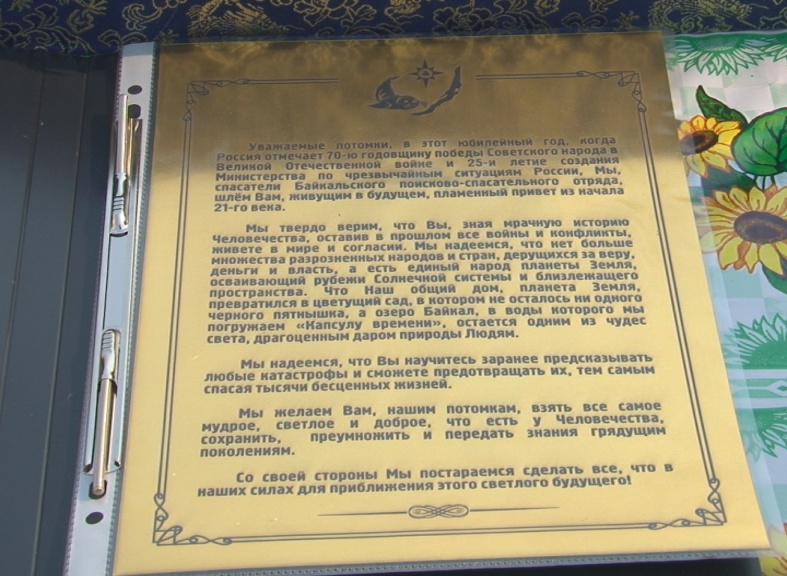 Уважаемые потомки, в этот юбилейный год, когда
Россия отмечает 70-ю годовщину победы Советского народа в
Великой Отечественной войне и 25-и летие создания
Министерства по чрезвычайным ситуациям России, Мы,
спасатели Байкальского поисково-спасательного отряда,
шлём Вам, живущим в будущем, пламенный привет из начала
21-го века.
Мы твердо верим, что Вы, зная мрачную историю
Человечества, оставив в прошлом все войны и конфликты,
живете в мире и согласии. Мы надеемся, что нет больше
множества разрозненных народов и стран, дерущихся за веру,
деньги и власть, а есть единый народ планеты Земля,
осваивающий рубежи Солнечной системы и близлежащего
пространства. Что Наш общий дом, планета Земля,
превратился в цветущий сад, в котором не осталось ни одного
черного пятнышка, а озеро Байкал, в воды которого мы
погружаем «Капсулу времени», остается одним из чудес
света, драгоценным даром природы Людям.
Мы надеемся, что Вы научитесь заранее предсказывать
любые катастрофы и сможете предотвращать их, тем самым
спасая тысячи бесценных жизней.
Мы желаем Вам, нашим потомкам, взять все самое
мудрое, светлое и доброе, что есть у Человечества,
сохранить, преумножить и передать знания грядущим
поколениям.
Со своей стороны Мы постараемся сделать все, что в
наших силах для приближения этого светлого будущего!